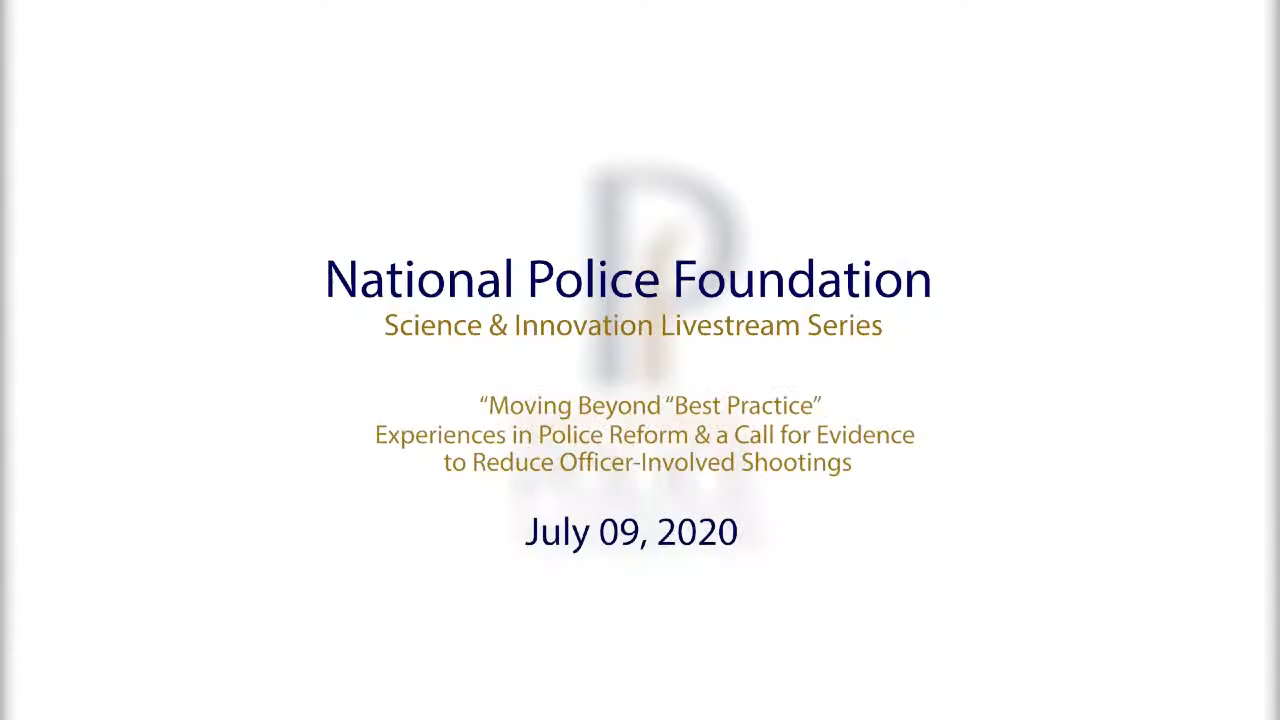 National Police Foundation
Science & Innovation Livestream Series
“Moving Beyond “Best Practice”
Experiences in Police Reform & a Call for Evidence
to Reduce Officer-Involved Shootings
July 09, 2020